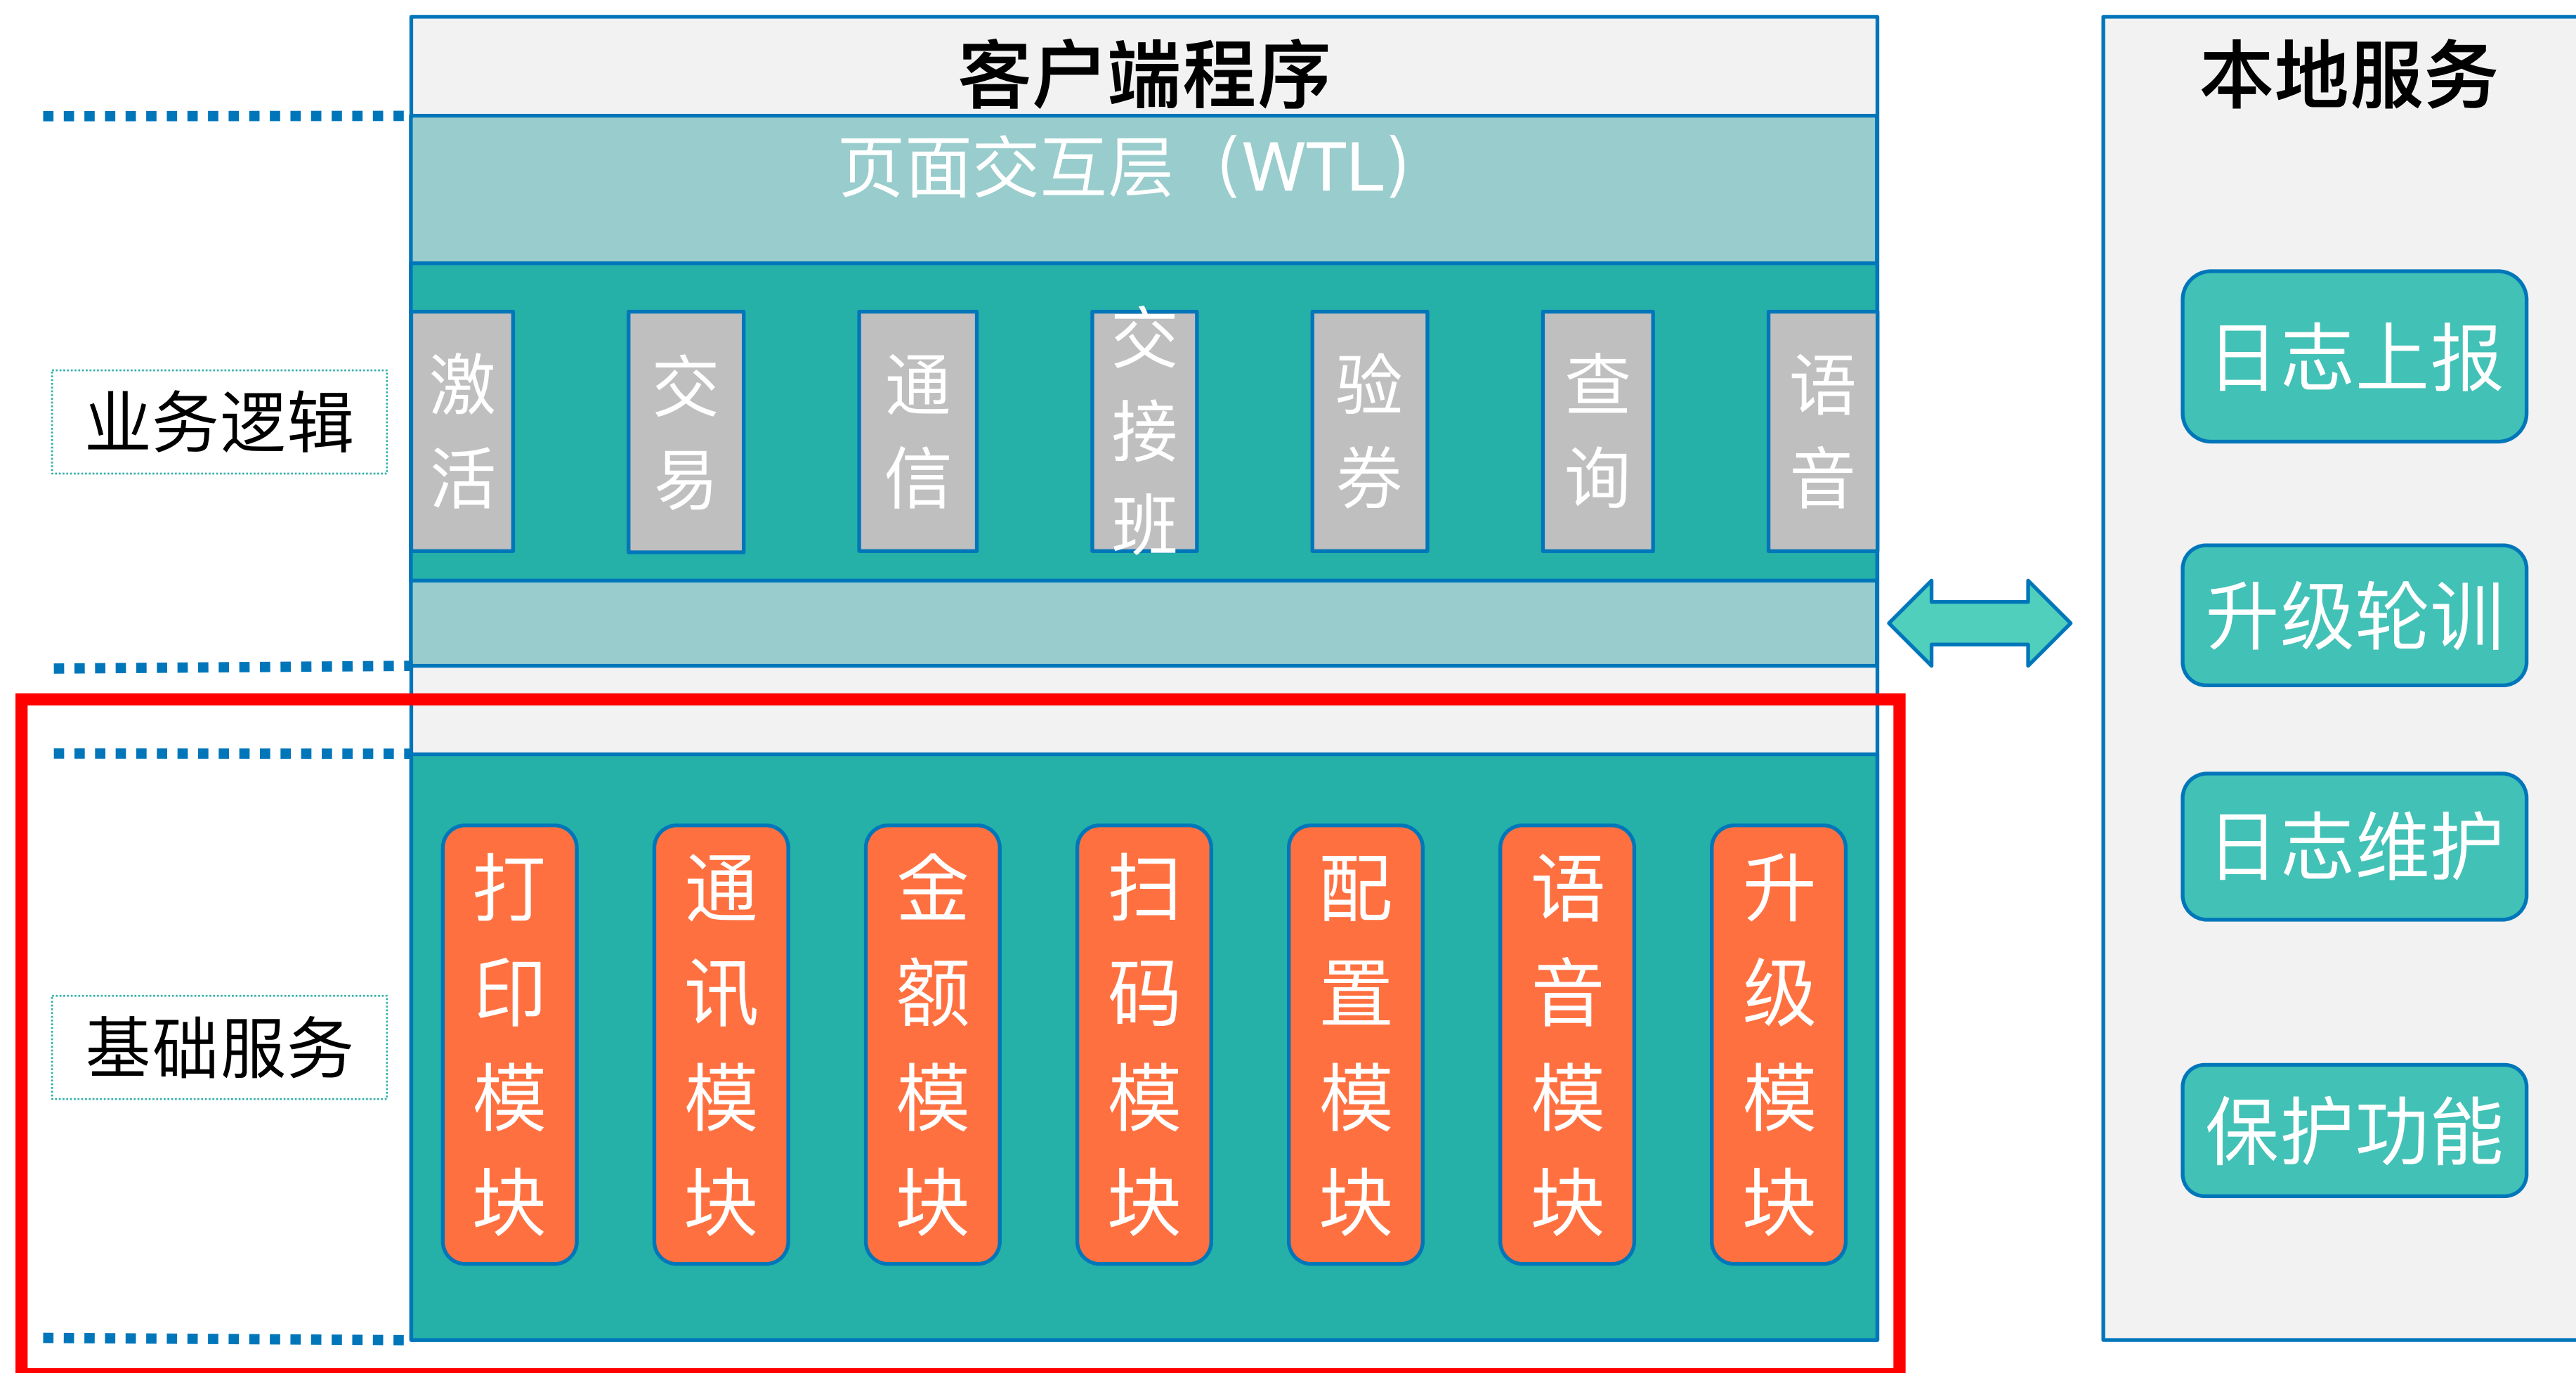 客户端程序
页面交互层（WTL）
业务逻辑
激活
交易
通信
交接班
验券
查询
语音
基础服务
打印模块
通讯模块
金额模块
扫码模块
配置模块
语音模块
升级模块
本地服务
日志上报
升级轮训
日志维护
保护功能